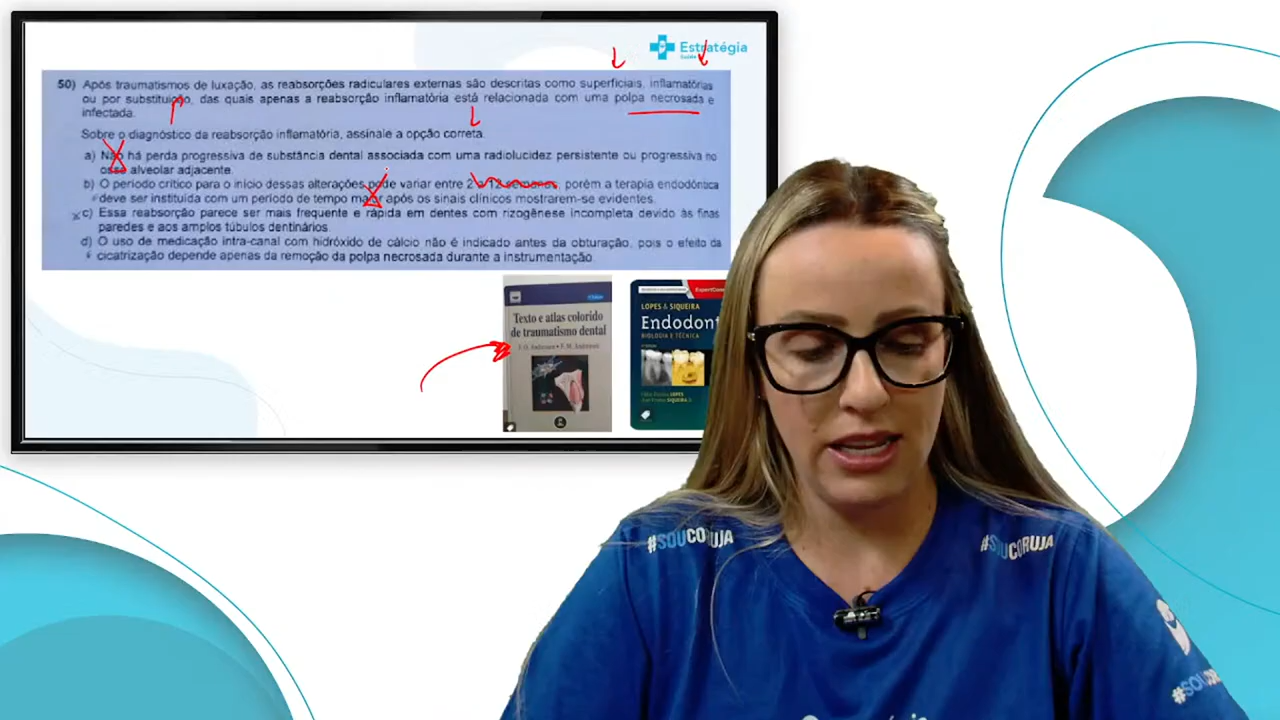 Estratégia
50) Após traumatismos de luxação, as reabsorções radiculares externas são descritas como superficiais, inflamatórias
ou por substituição, das quais apenas a reabsorção inflamatória está relacionada com uma polpa necrosada e
infectada.
Sobre o diagnóstico da reabsorção inflamatória, assinale a opção correta.
a) Não há perda progressiva de substância dental associada com uma radiolucidez persistente ou progressiva no
osso alveolar adjacente.
b) O período crítico para o início dessas alterações pode variar entre 2 a 12 semanas, porém a terapia endodôntica
deve ser instituída com um período de tempo maior após os sinais clínicos mostrarem-se evidentes.
c) Essa reabsorção parece ser mais frequente e rápida em dentes com rizogênese incompleta devido às finas
paredes e aos amplos túbulos dentinários.
d) O uso de medicação intra-canal com hidróxido de cálcio não é indicado antes da obturação, pois o efeito da
cicatrização depende apenas da remoção da polpa necrosada durante a instrumentação.
Texto e atlas colorido
de traumatismo dental
LOPES & SIQUEIRA
Endodont
BIOLOGIA E TÉCNICA
#SOUCORUJA
#SOUCORUJA